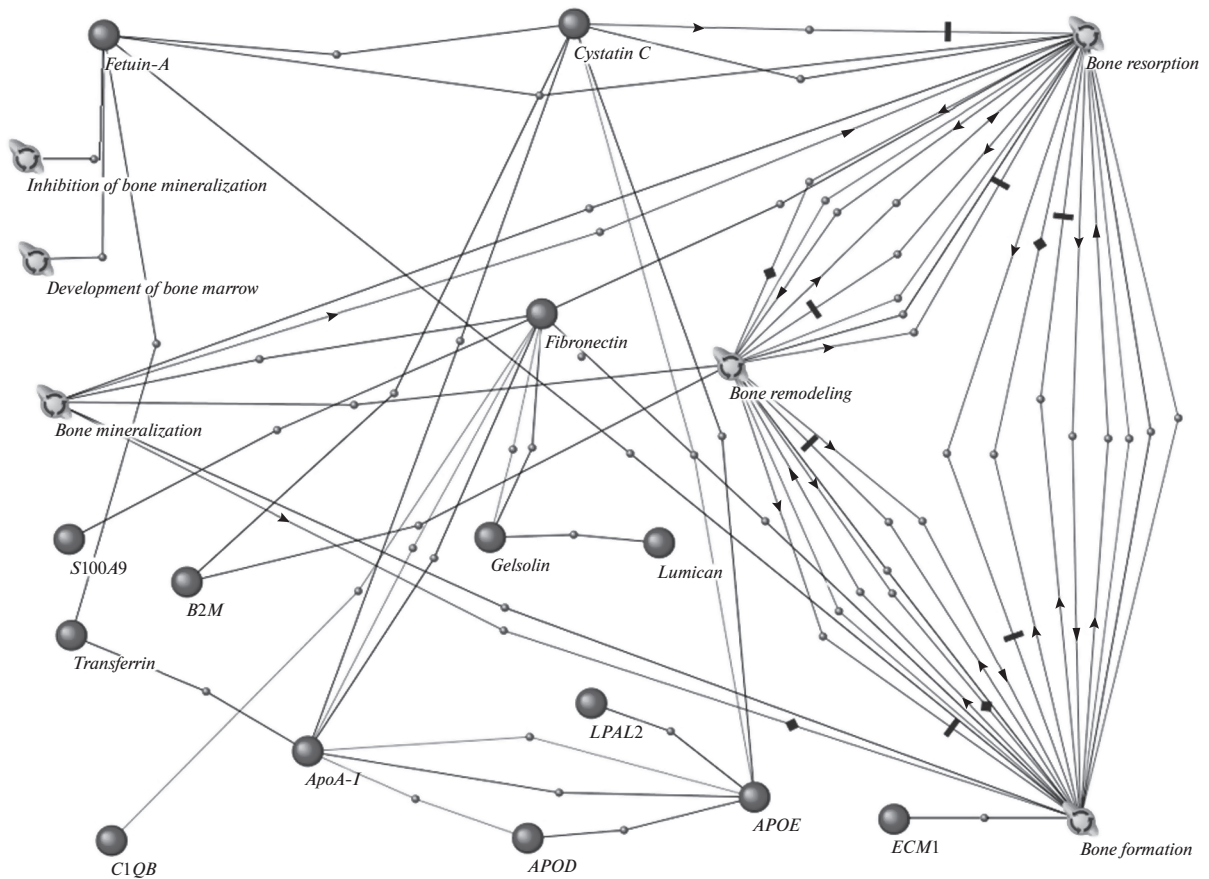 Fetuin-A
Cystatin C
Bone resorption
Inhibition of bone mineralization
Development of bone marrow
Fibronectin
Bone remodeling
Bone mineralization
S100A9
B2M
Gelsolin
Lumican
Transferrin
LPAL2
ApoA-I
APOE
ECM1
Bone formation
C1QB
APOD